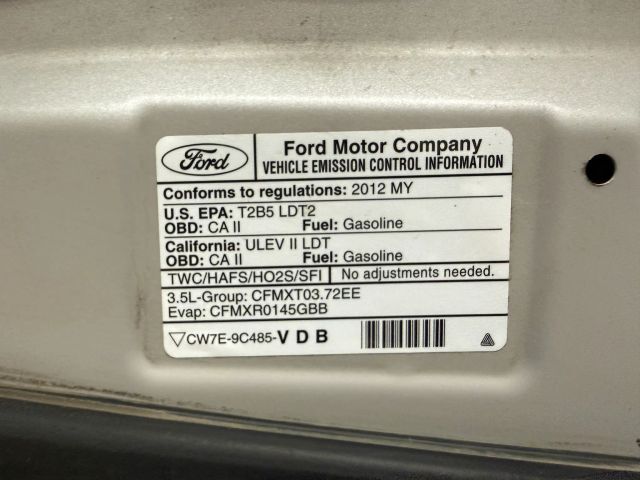 Ford
Ford Motor Company
VEHICLE EMISSION CONTROL INFORMATION
Conforms to regulations: 2012 MY
U.S. EPA: T2B5 LDT2
OBD: CA II Fuel: Gasoline
California: ULEV II LDT
OBD: CA II Fuel: Gasoline
TWC/HAFS/HO2S/SFI No adjustments needed.
3.5L-Group: CFMXT03.72EE
Evap: CFMXR0145GBB
CW7E-9C485-V D B